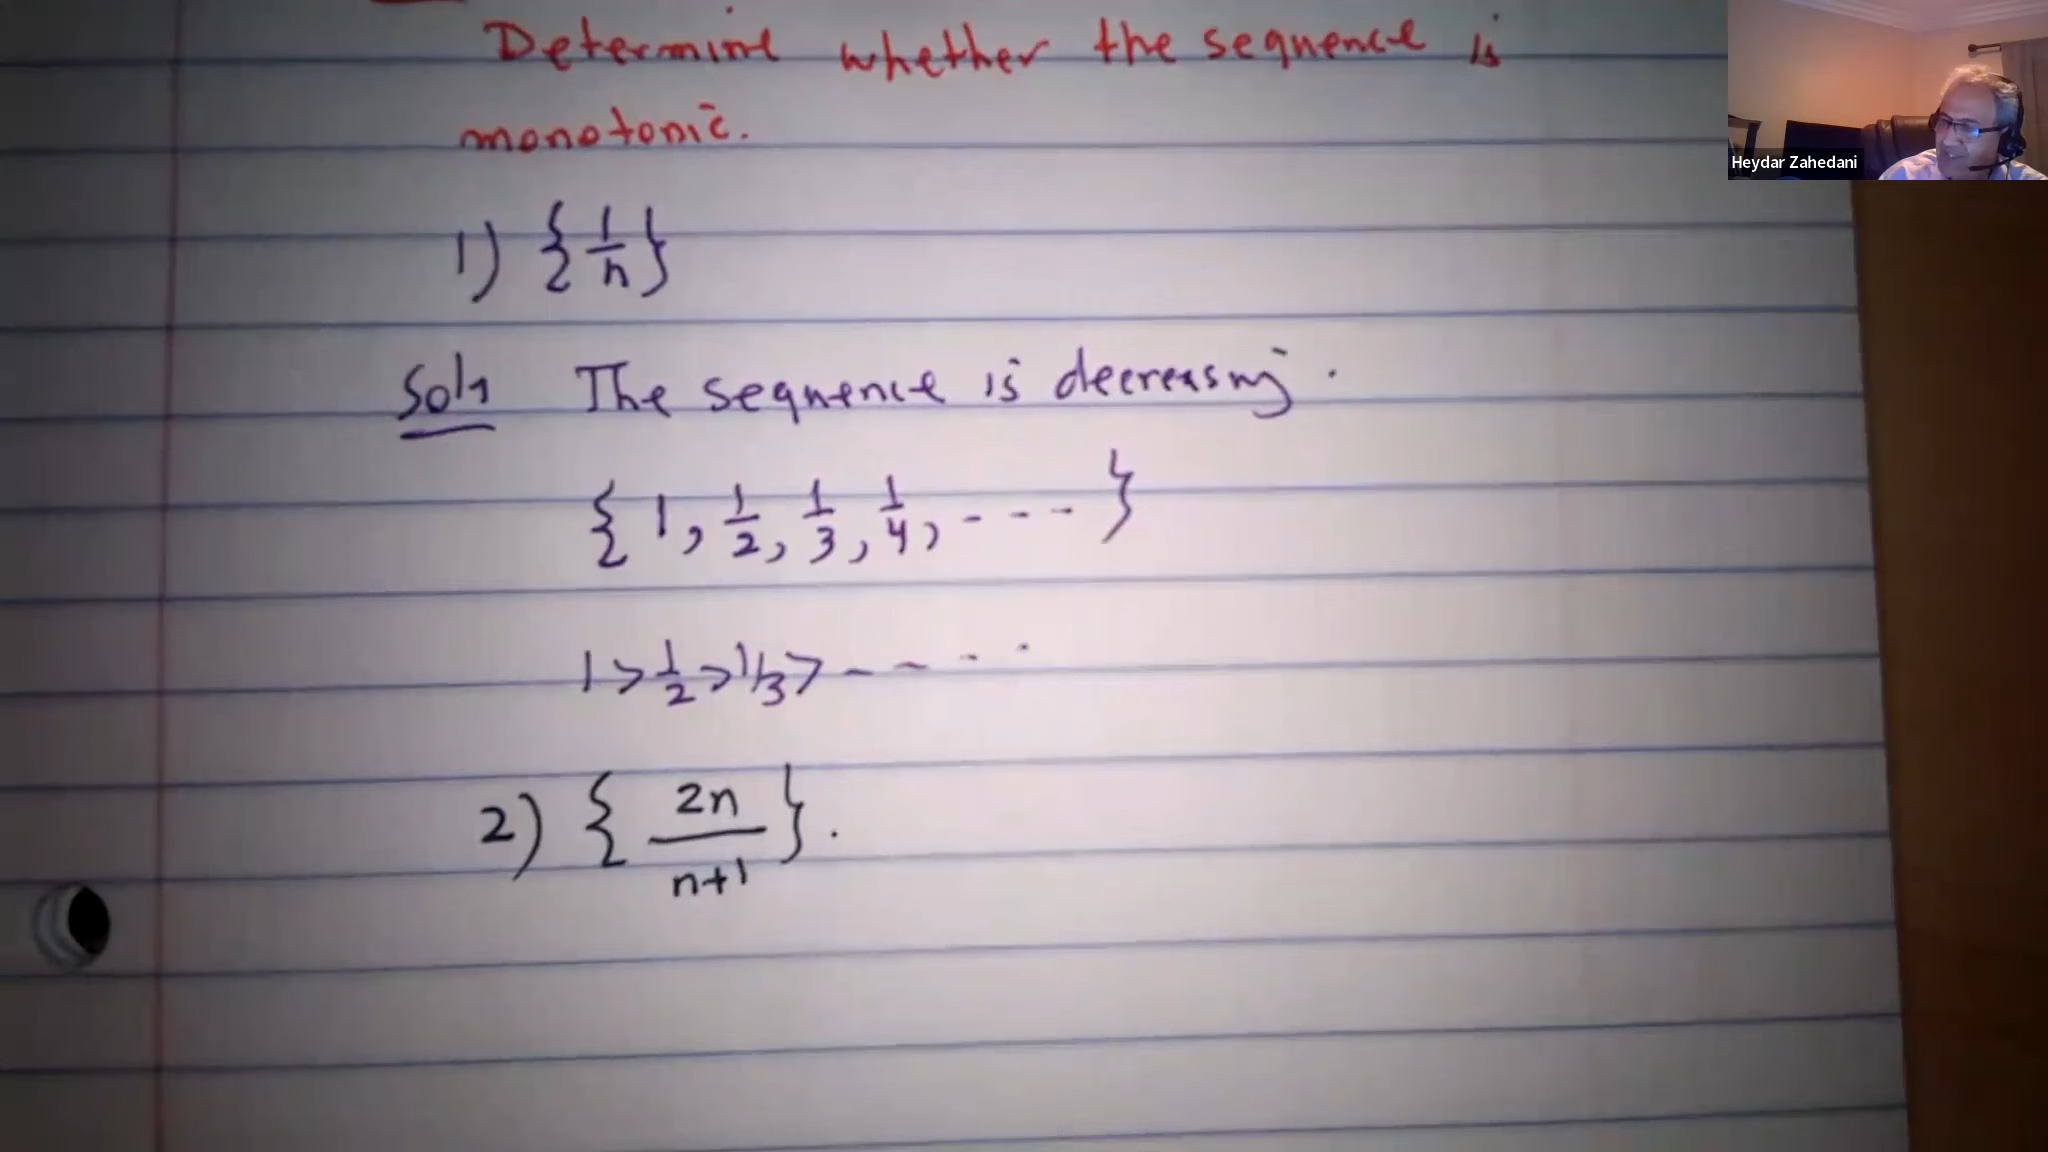 Determine whether the sequence is
monotonic.
Heydar Zahedani
1) { 1/n }
Soln The sequence is decreasing.
{ 1, 1/2, 1/3, 1/4, ---- }
1 > 1/2 > 1/3 > ----
2) { 2n/n+1 }.